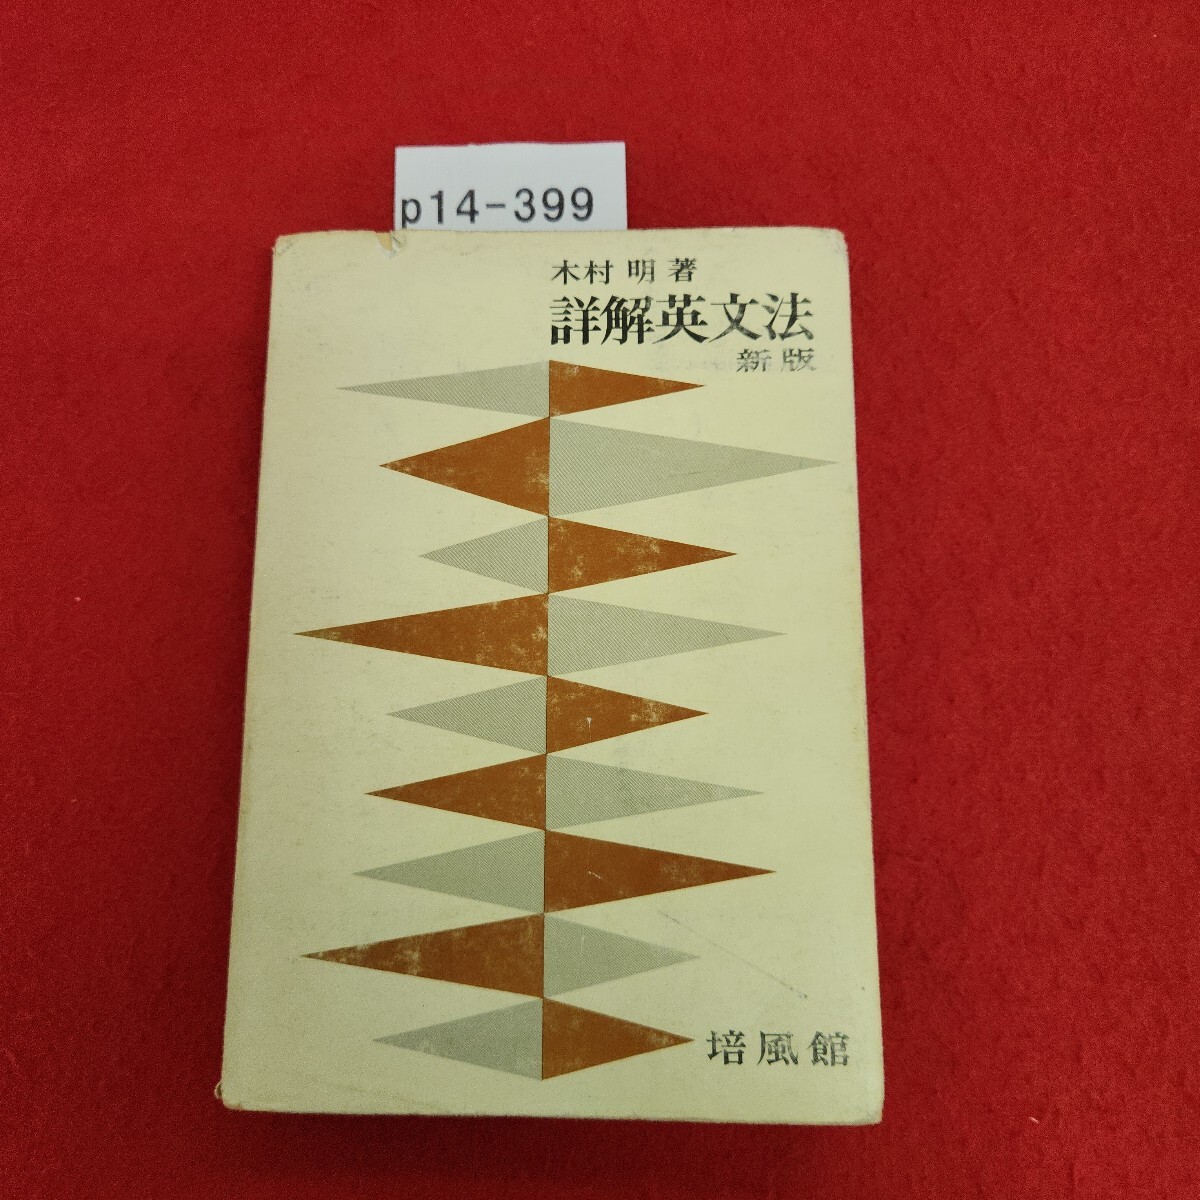 p14-399
木村 明 著
詳解英文法
新版
培風館